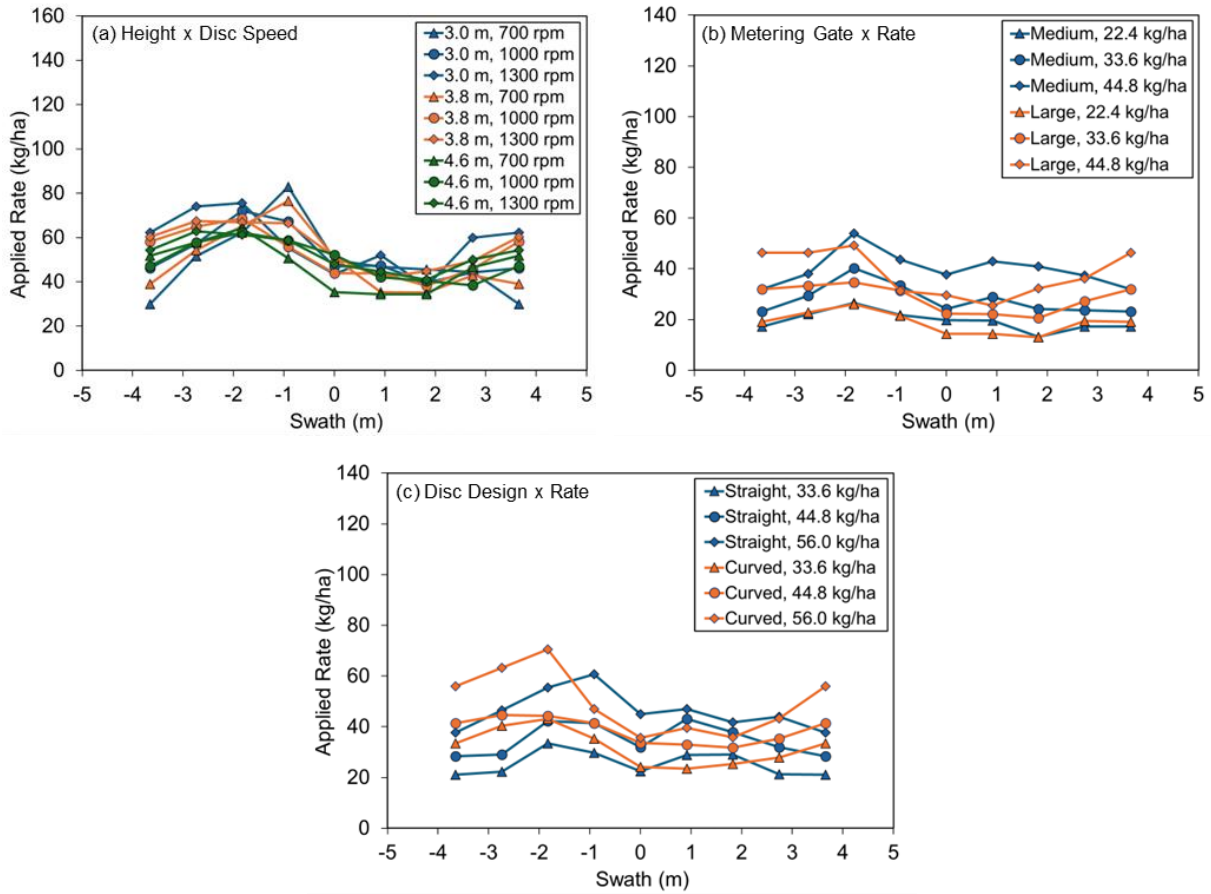 (a) Height x Disc Speed
160
140
120
100
80
60
40
20
0
Applied Rate (kg/ha)
-5 -4 -3 -2 -1 0 1 2 3 4 5
Swath (m)
3.0 m, 700 rpm
3.0 m, 1000 rpm
3.0 m, 1300 rpm
3.8 m, 700 rpm
3.8 m, 1000 rpm
3.8 m, 1300 rpm
4.6 m, 700 rpm
4.6 m, 1000 rpm
4.6 m, 1300 rpm
(b) Metering Gate x Rate
140
120
100
80
60
40
20
0
Applied Rate (kg/ha)
-5 -4 -3 -2 -1 0 1 2 3 4 5
Swath (m)
Medium, 22.4 kg/ha
Medium, 33.6 kg/ha
Medium, 44.8 kg/ha
Large, 22.4 kg/ha
Large, 33.6 kg/ha
Large, 44.8 kg/ha
(c) Disc Design x Rate
140
120
100
80
60
40
20
0
Applied Rate (kg/ha)
-5 -4 -3 -2 -1 0 1 2 3 4 5
Swath (m)
Straight, 33.6 kg/ha
Straight, 44.8 kg/ha
Straight, 56.0 kg/ha
Curved, 33.6 kg/ha
Curved, 44.8 kg/ha
Curved, 56.0 kg/ha